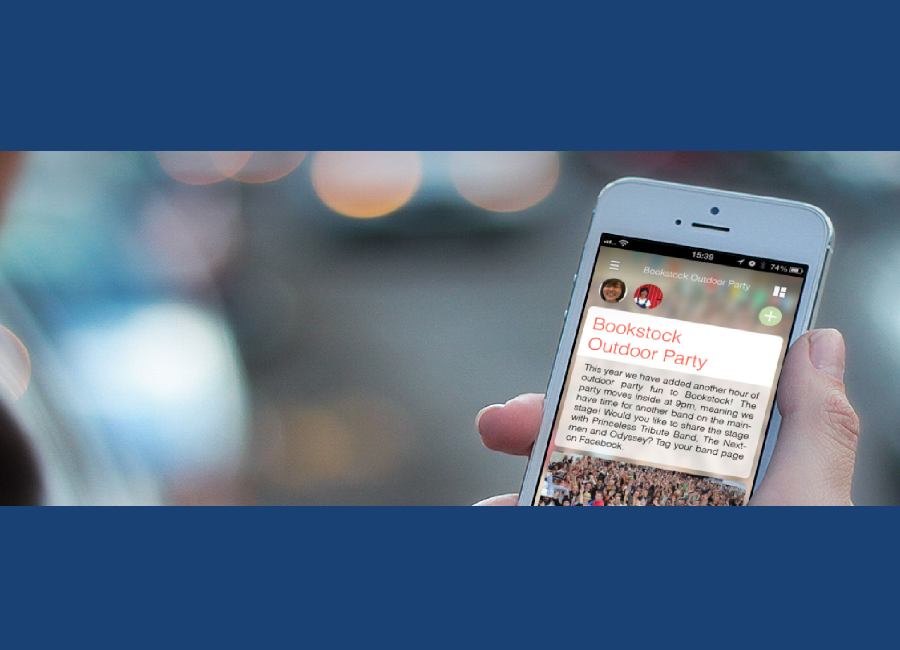 15:39
74%
Bookstock Outdoor Party
Bookstock
Outdoor Party
This year we have added another hour of
outdoor party fun to Bookstock! The
party moves inside at 9pm, meaning we
have time for another band on the main-
stage! Would you like to share the stage
with Princeless Tribute Band, The Next-
men and Odyssey? Tag your band page
on Facebook.